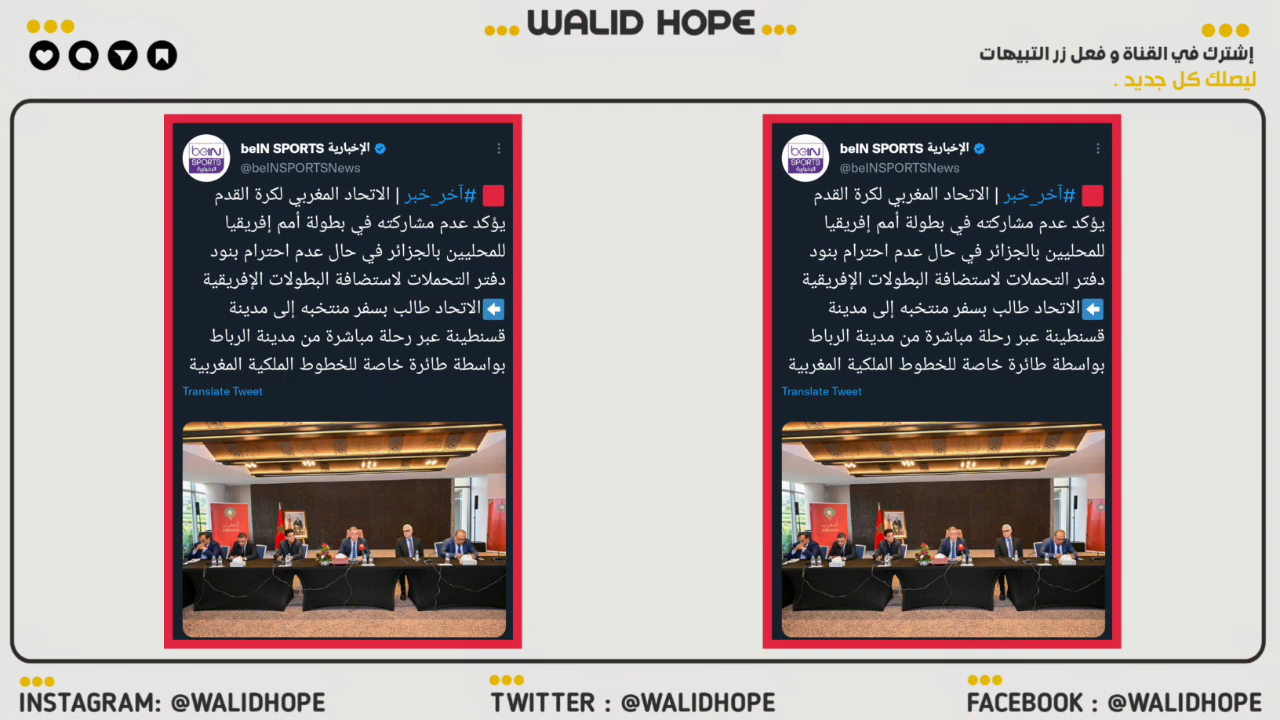 WALID HOPE
إشترك في القناة و فعل زر التبيهات
ليصلك كل جديد .
beIN SPORTS الإخبارية
@beINSPORTSNews
#آخر_خبر | الاتحاد المغربي لكرة القدم
يؤكد عدم مشاركته في بطولة أمم إفريقيا
للمحليين بالجزائر في حال عدم احترام بنود
دفتر التحملات لاستضافة البطولات الإفريقية
الاتحاد طالب بسفر منتخبه إلى مدينة
قسنطينة عبر رحلة مباشرة من مدينة الرباط
بواسطة طائرة خاصة للخطوط الملكية المغربية
Translate Tweet
beIN SPORTS الإخبارية
@beINSPORTSNews
#آخر_خبر | الاتحاد المغربي لكرة القدم
يؤكد عدم مشاركته في بطولة أمم إفريقيا
للمحليين بالجزائر في حال عدم احترام بنود
دفتر التحملات لاستضافة البطولات الإفريقية
الاتحاد طالب بسفر منتخبه إلى مدينة
قسنطينة عبر رحلة مباشرة من مدينة الرباط
بواسطة طائرة خاصة للخطوط الملكية المغربية
Translate Tweet
INSTAGRAM: @WALIDHOPE
TWITTER : @WALIDHOPE
FACEBOOK : @WALIDHOPE